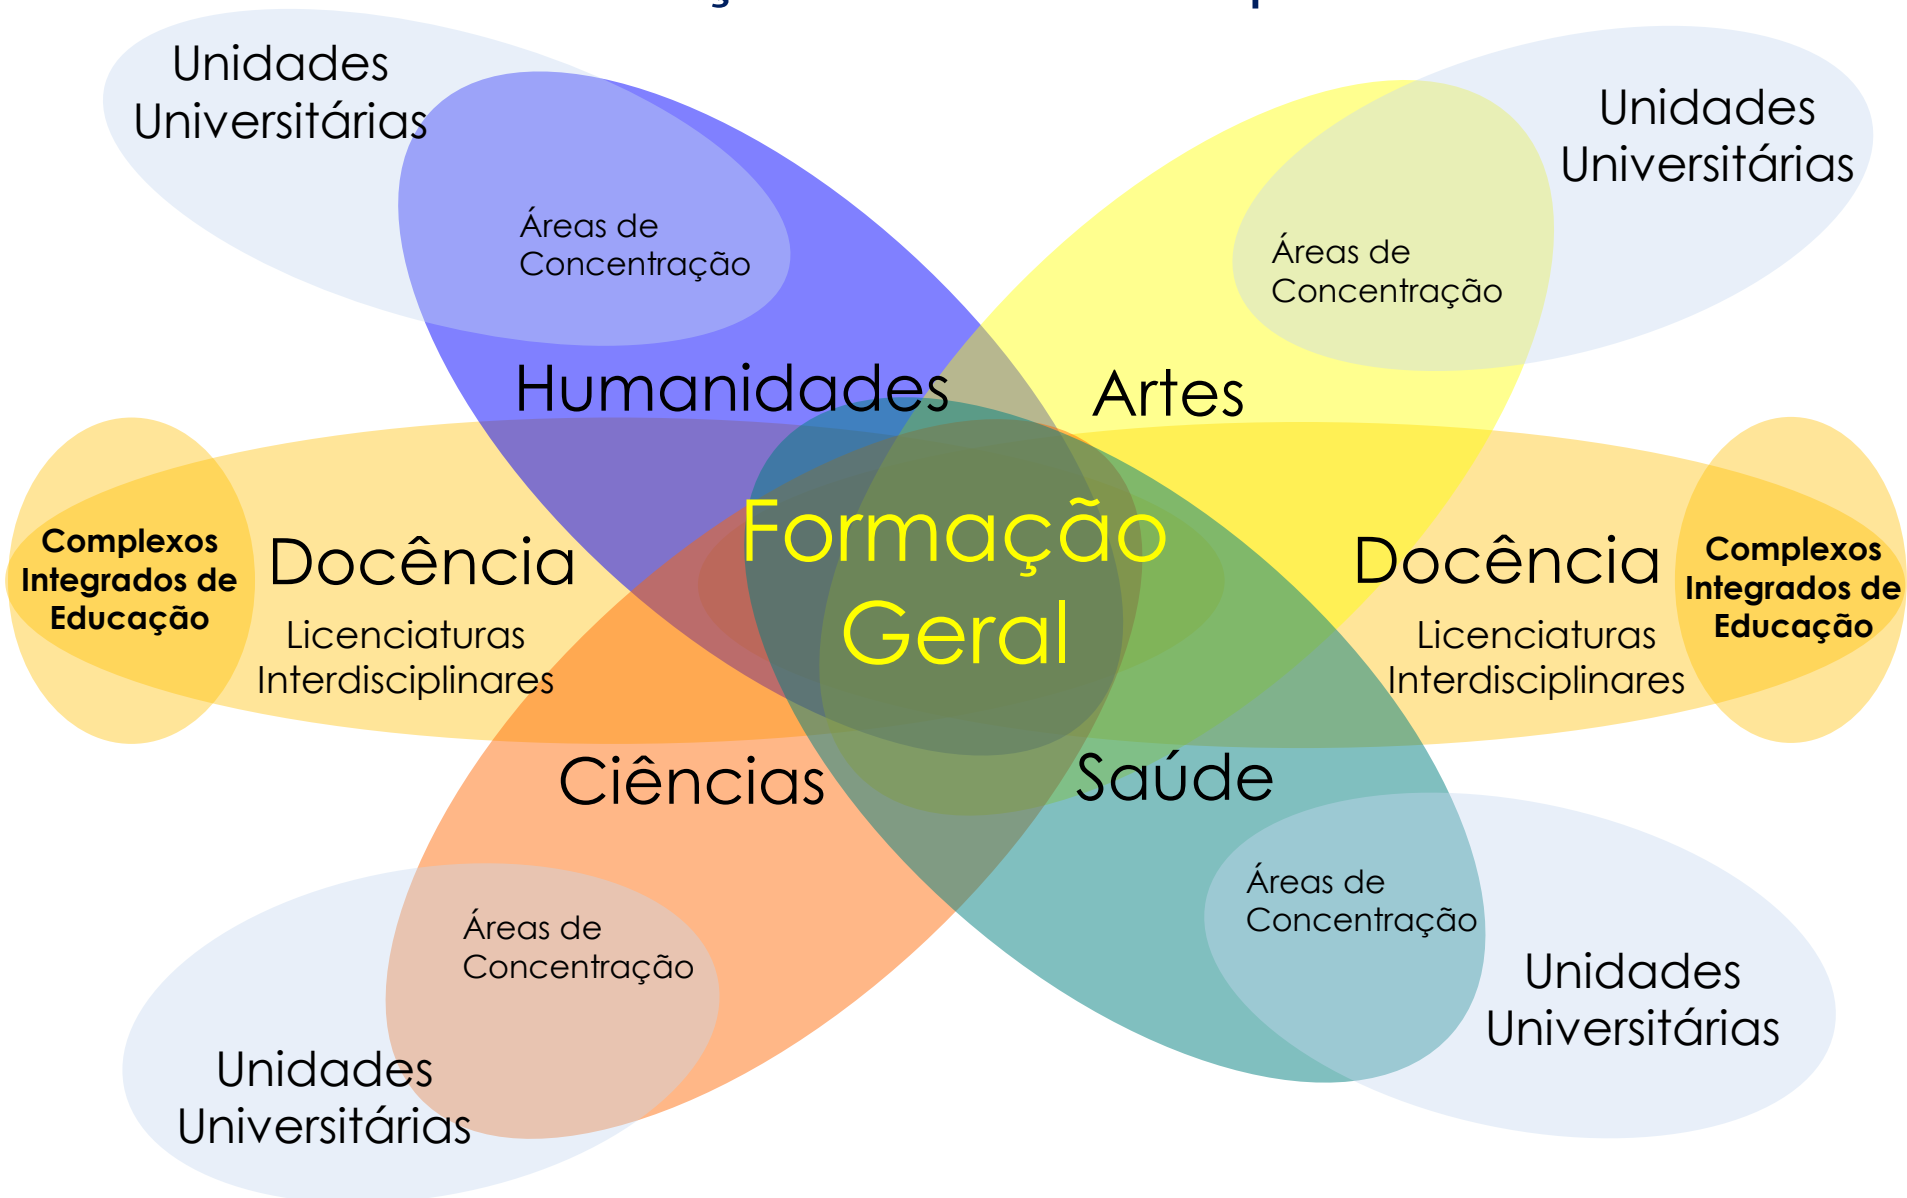 Unidades
Universitárias
Unidades
Universitárias
Áreas de
Concentração
Áreas de
Concentração
Humanidades
Artes
Complexos
Integrados de
Educação
Docência
Licenciaturas
Interdisciplinares
Formação
Geral
Docência
Licenciaturas
Interdisciplinares
Complexos
Integrados de
Educação
Ciências
Saúde
Áreas de
Concentração
Áreas de
Concentração
Unidades
Universitárias
Unidades
Universitárias